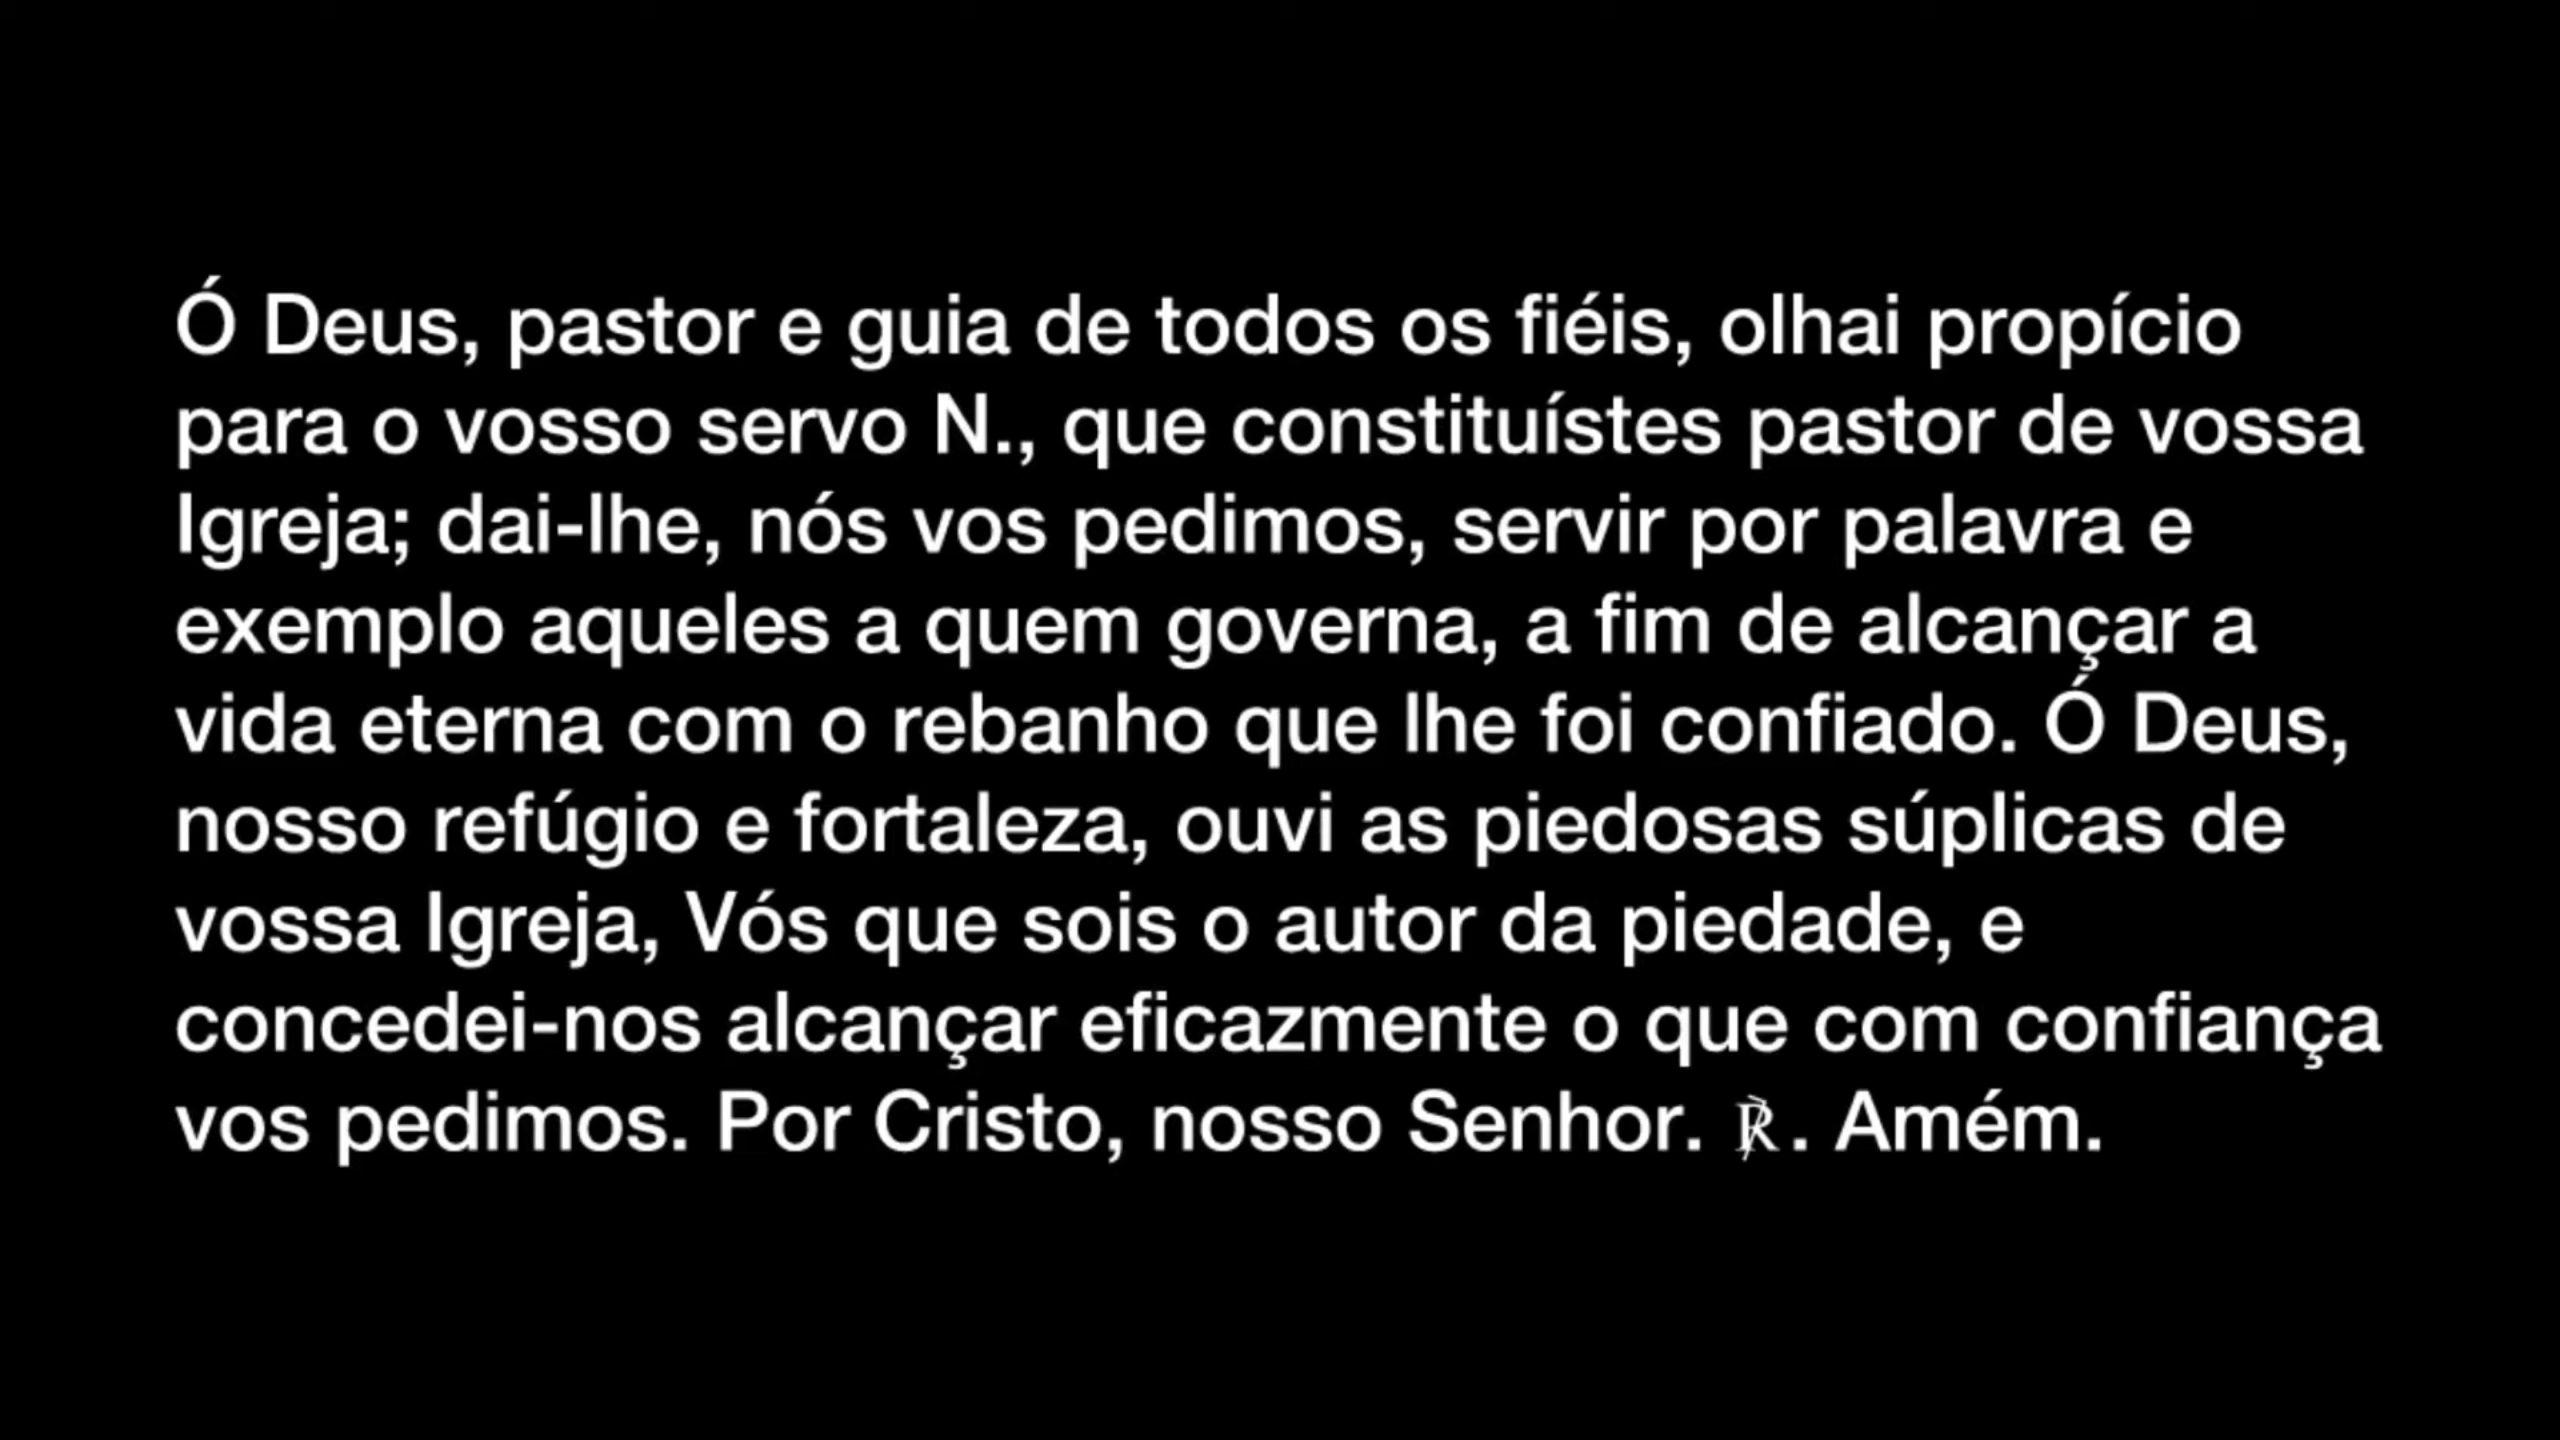 Ó Deus, pastor e guia de todos os fiéis, olhai propício
para o vosso servo N., que constituístes pastor de vossa
Igreja; dai-lhe, nós vos pedimos, servir por palavra e
exemplo aqueles a quem governa, a fim de alcançar a
vida eterna com o rebanho que lhe foi confiado. Ó Deus,
nosso refúgio e fortaleza, ouvi as piedosas súplicas de
vossa Igreja, Vós que sois o autor da piedade, e
concedei-nos alcançar eficazmente o que com confiança
vos pedimos. Por Cristo, nosso Senhor. ℟. Amém.